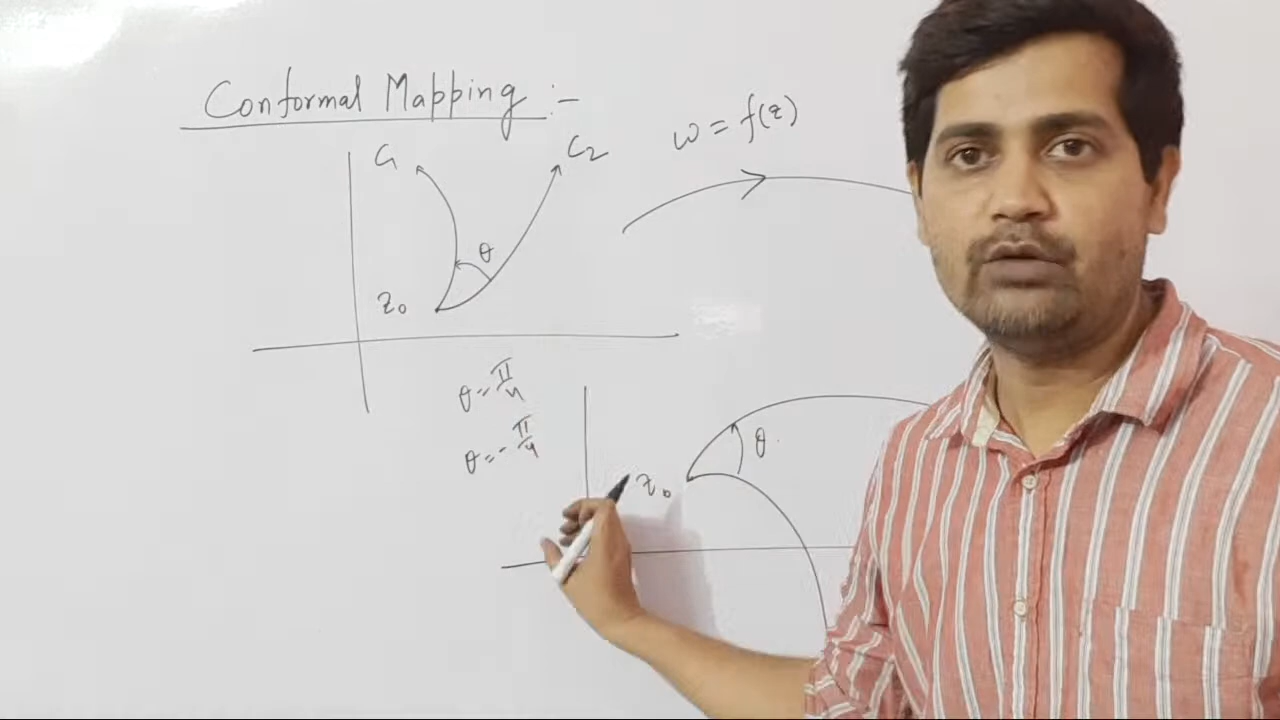 Conformal Mapping :-
w = f(z)
C1
C2
θ
z0
θ = π/4
θ = -π/4
θ
z0